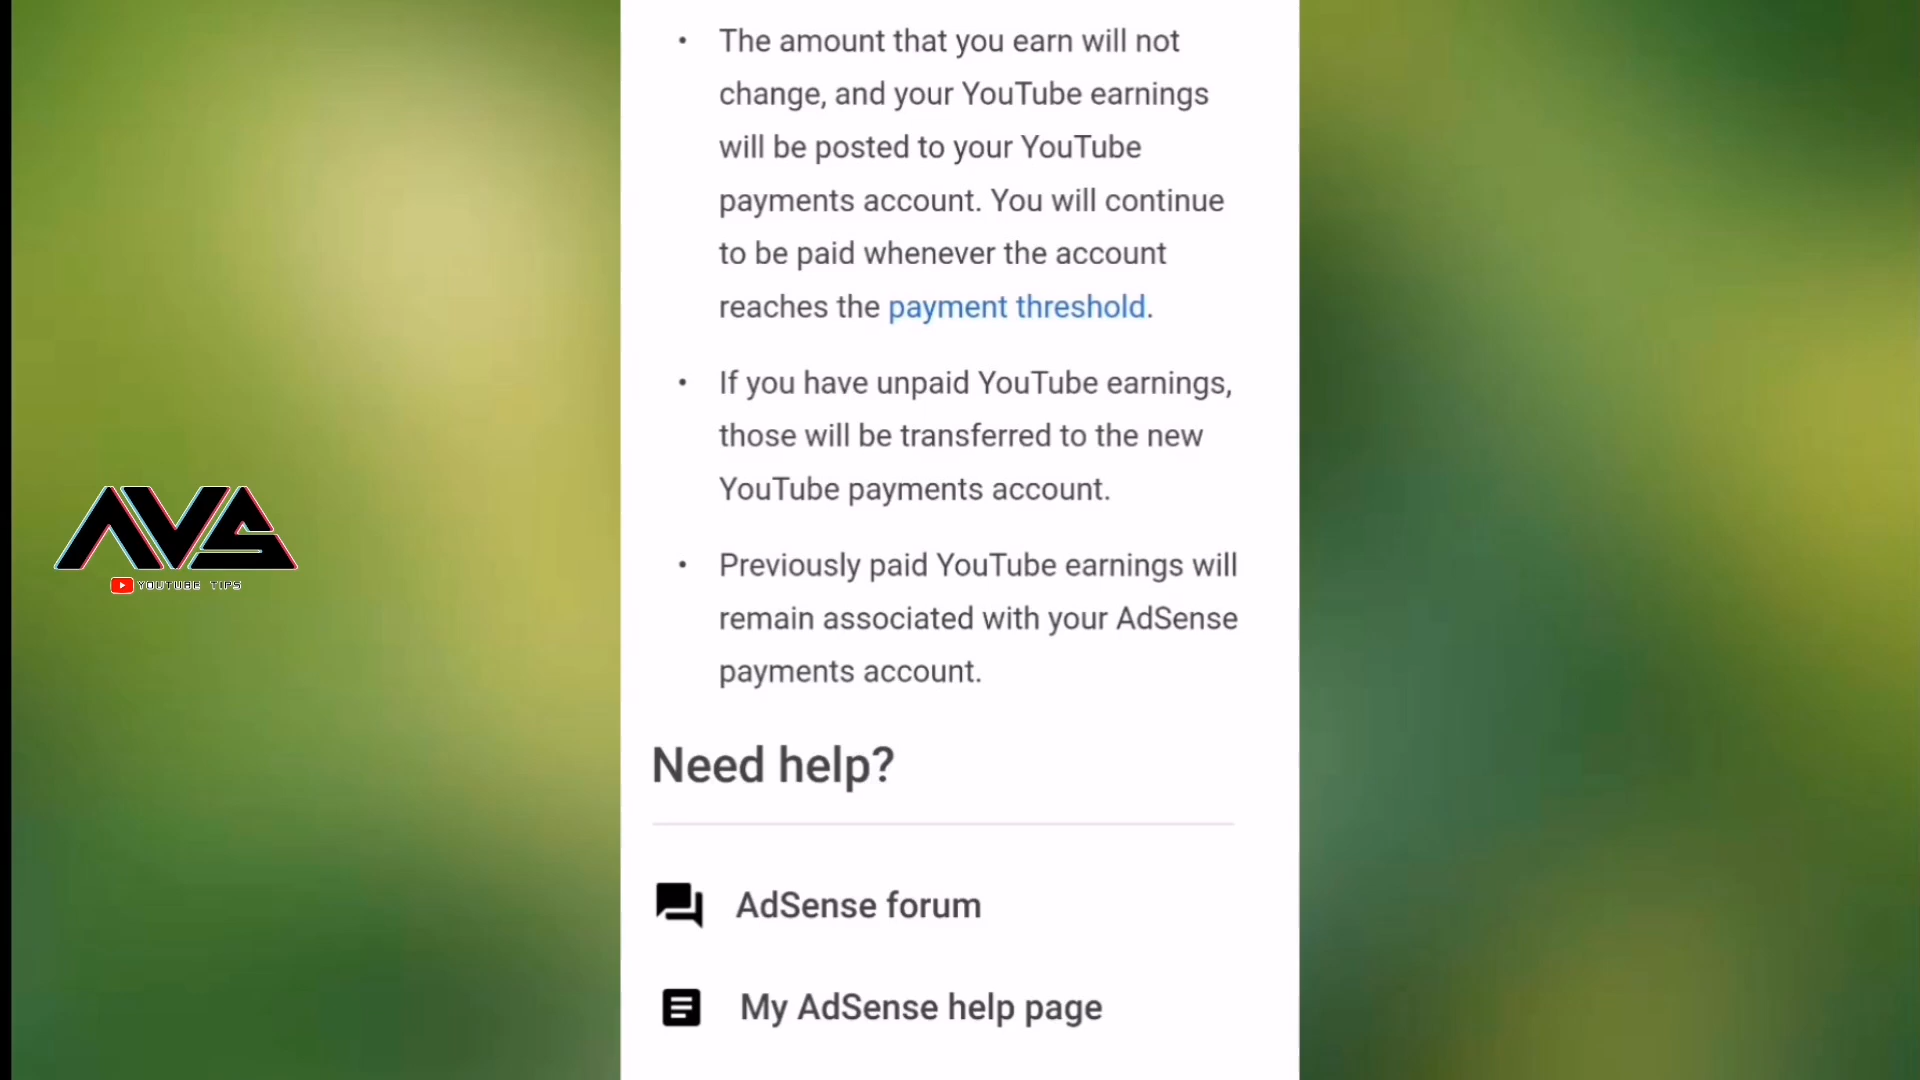 • The amount that you earn will not
change, and your YouTube earnings
will be posted to your YouTube
payments account. You will continue
to be paid whenever the account
reaches the payment threshold.
• If you have unpaid YouTube earnings,
those will be transferred to the new
YouTube payments account.
• Previously paid YouTube earnings will
remain associated with your AdSense
payments account.
AVS
YOUTUBE TIPS
Need help?
AdSense forum
My AdSense help page